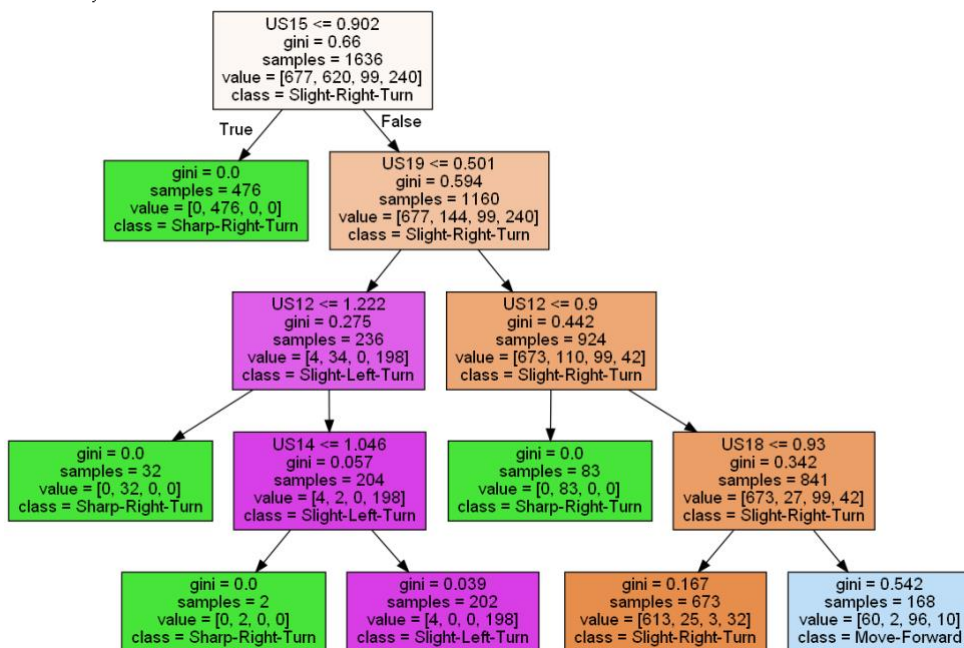 US15 <= 0.902
gini = 0.66
samples = 1636
value = [677, 620, 99, 240]
class = Slight-Right-Turn
True
False
gini = 0.0
samples = 476
value = [0, 476, 0, 0]
class = Sharp-Right-Turn
US19 <= 0.501
gini = 0.594
samples = 1160
value = [677, 144, 99, 240]
class = Slight-Right-Turn
US12 <= 1.222
gini = 0.275
samples = 236
value = [4, 34, 0, 198]
class = Slight-Left-Turn
US12 <= 0.9
gini = 0.442
samples = 924
value = [673, 110, 99, 42]
class = Slight-Right-Turn
gini = 0.0
samples = 32
value = [0, 32, 0, 0]
class = Sharp-Right-Turn
US14 <= 1.046
gini = 0.057
samples = 204
value = [4, 2, 0, 198]
class = Slight-Left-Turn
gini = 0.0
samples = 83
value = [0, 83, 0, 0]
class = Sharp-Right-Turn
US18 <= 0.93
gini = 0.342
samples = 841
value = [673, 27, 99, 42]
class = Slight-Right-Turn
gini = 0.0
samples = 2
value = [0, 2, 0, 0]
class = Sharp-Right-Turn
gini = 0.039
samples = 202
value = [4, 0, 0, 198]
class = Slight-Left-Turn
gini = 0.167
samples = 673
value = [613, 25, 3, 32]
class = Slight-Right-Turn
gini = 0.542
samples = 168
value = [60, 2, 96, 10]
class = Move-Forward